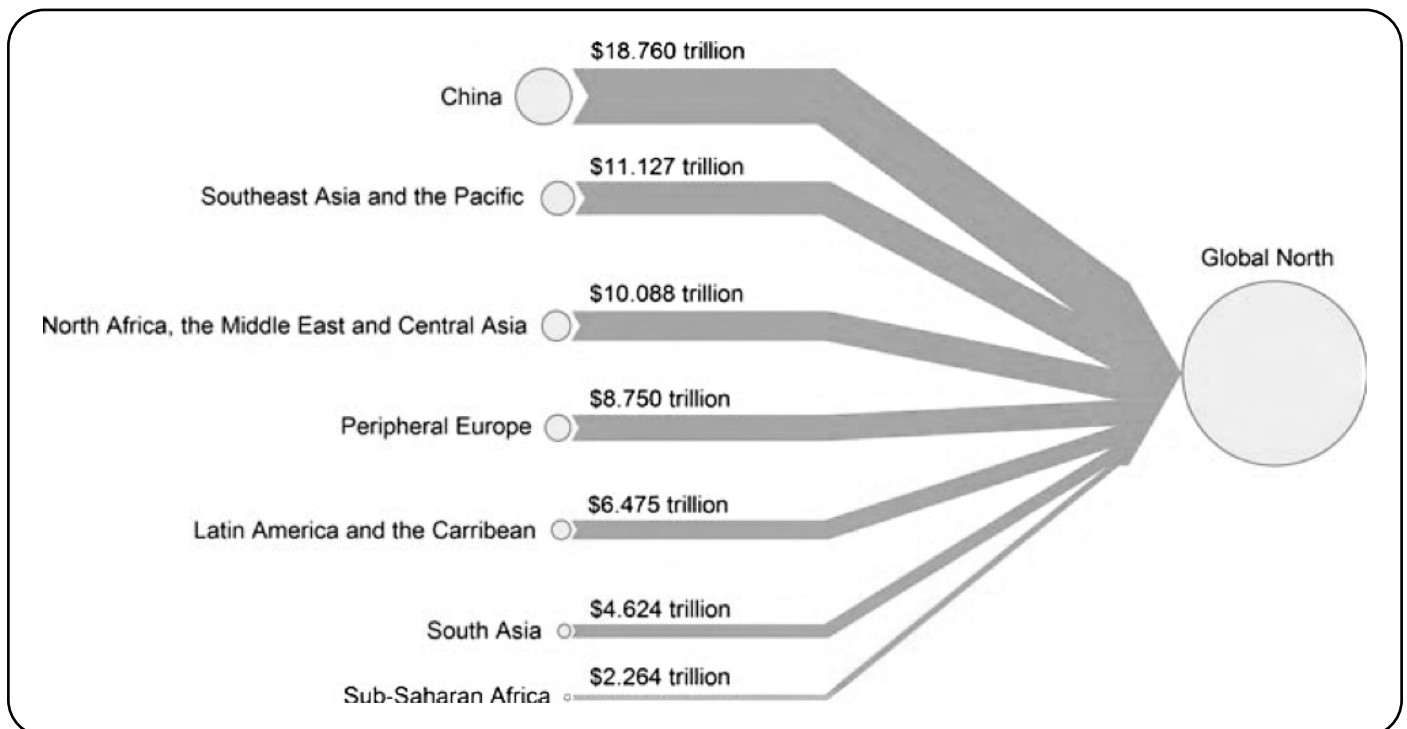 $18.760 trillion
China
$11.127 trillion
Southeast Asia and the Pacific
Global North
$10.088 trillion
North Africa, the Middle East and Central Asia
$8.750 trillion
Peripheral Europe
$6.475 trillion
Latin America and the Carribean
$4.624 trillion
South Asia
$2.264 trillion
Sub-Saharan Africa